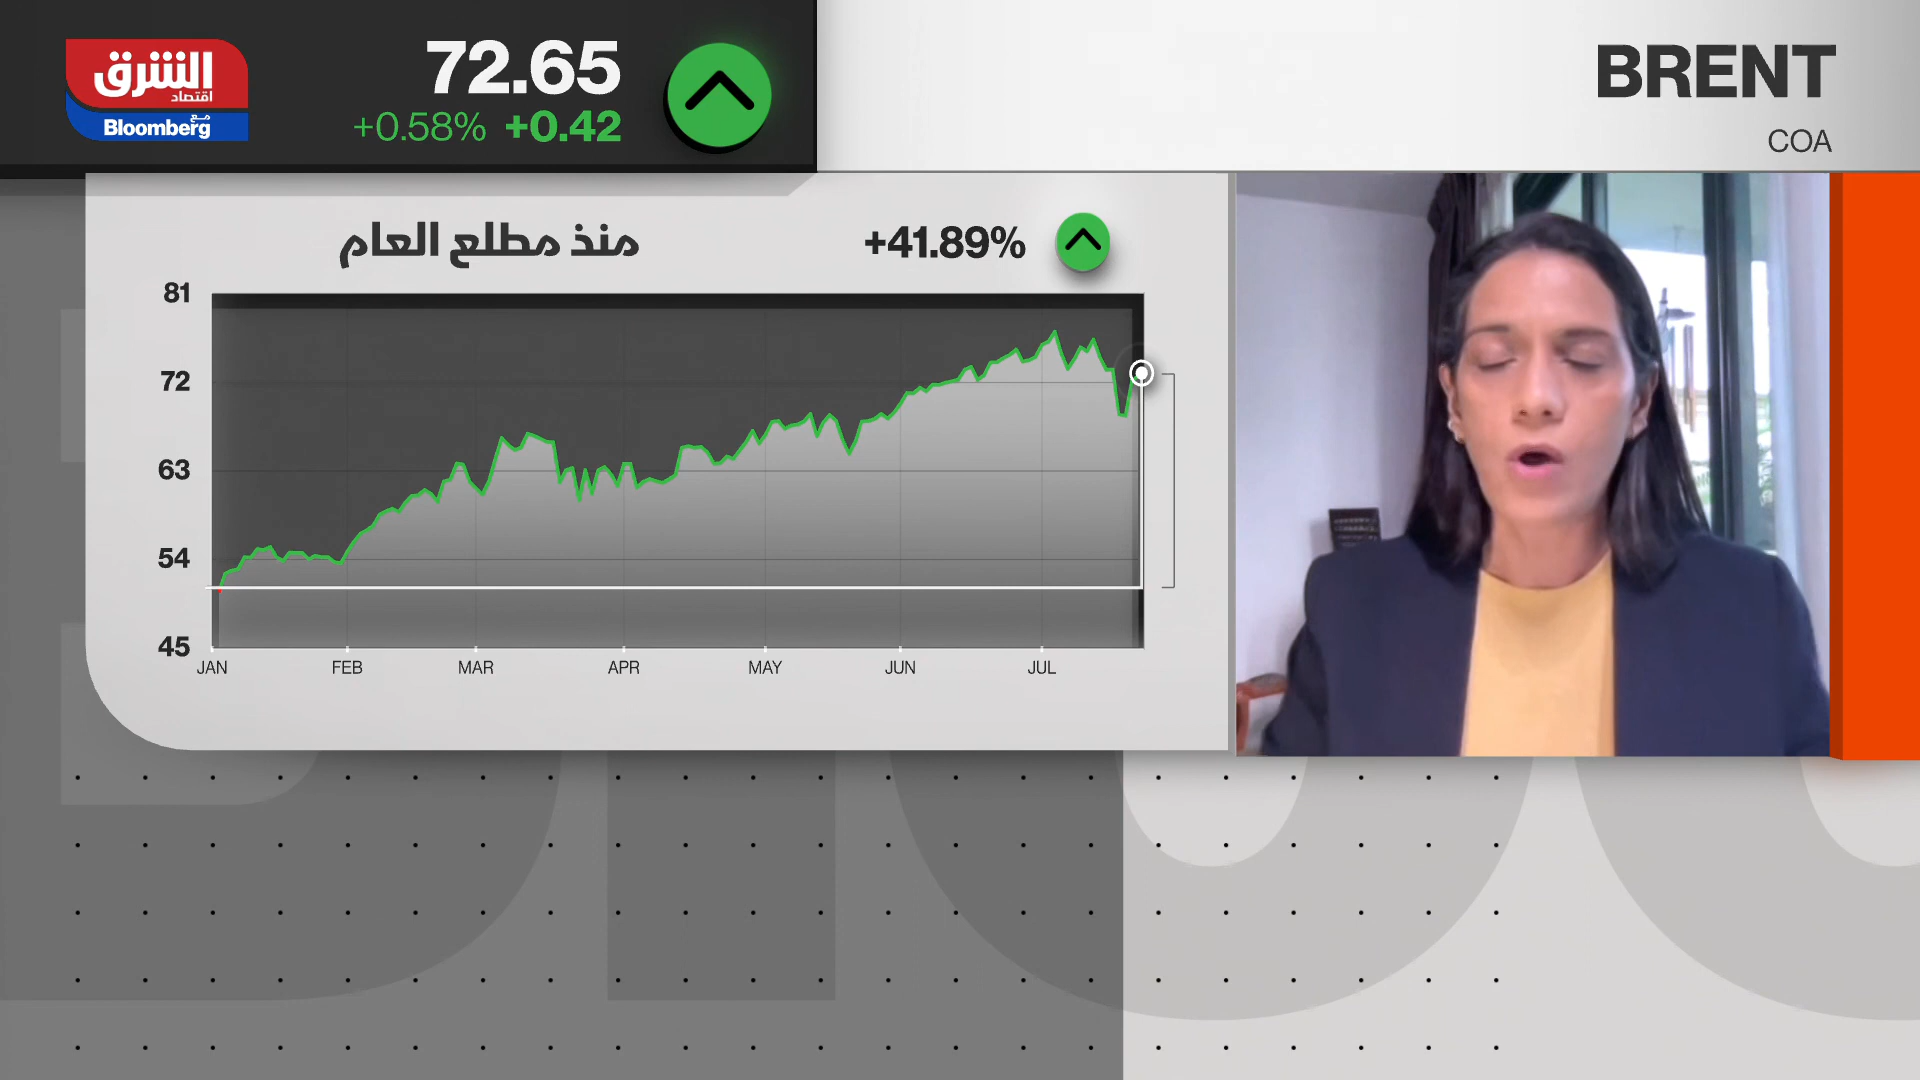 الشرق
اقتصاد
مع
Bloomberg
72.65
+0.58% +0.42
BRENT
COA
منذ مطلع العام
+41.89%
81
72
63
54
45
JAN FEB MAR APR MAY JUN JUL